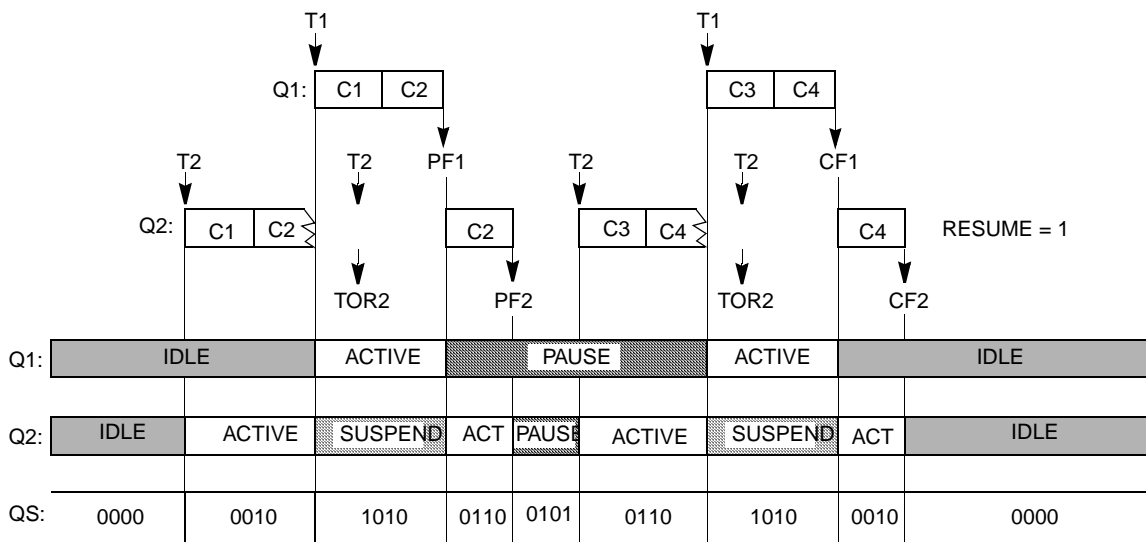 T1 T1
Q1: C1 C2 C3 C4
T2 T2 PF1 T2 T2 CF1
Q2: C1 C2 C2 C3 C4 C4 RESUME = 1
TOR2 PF2 TOR2 CF2
Q1: IDLE ACTIVE PAUSE ACTIVE IDLE
Q2: IDLE ACTIVE SUSPEND ACT PAUSE ACTIVE SUSPEND ACT IDLE
QS: 0000 0010 1010 0110 0101 0110 1010 0010 0000